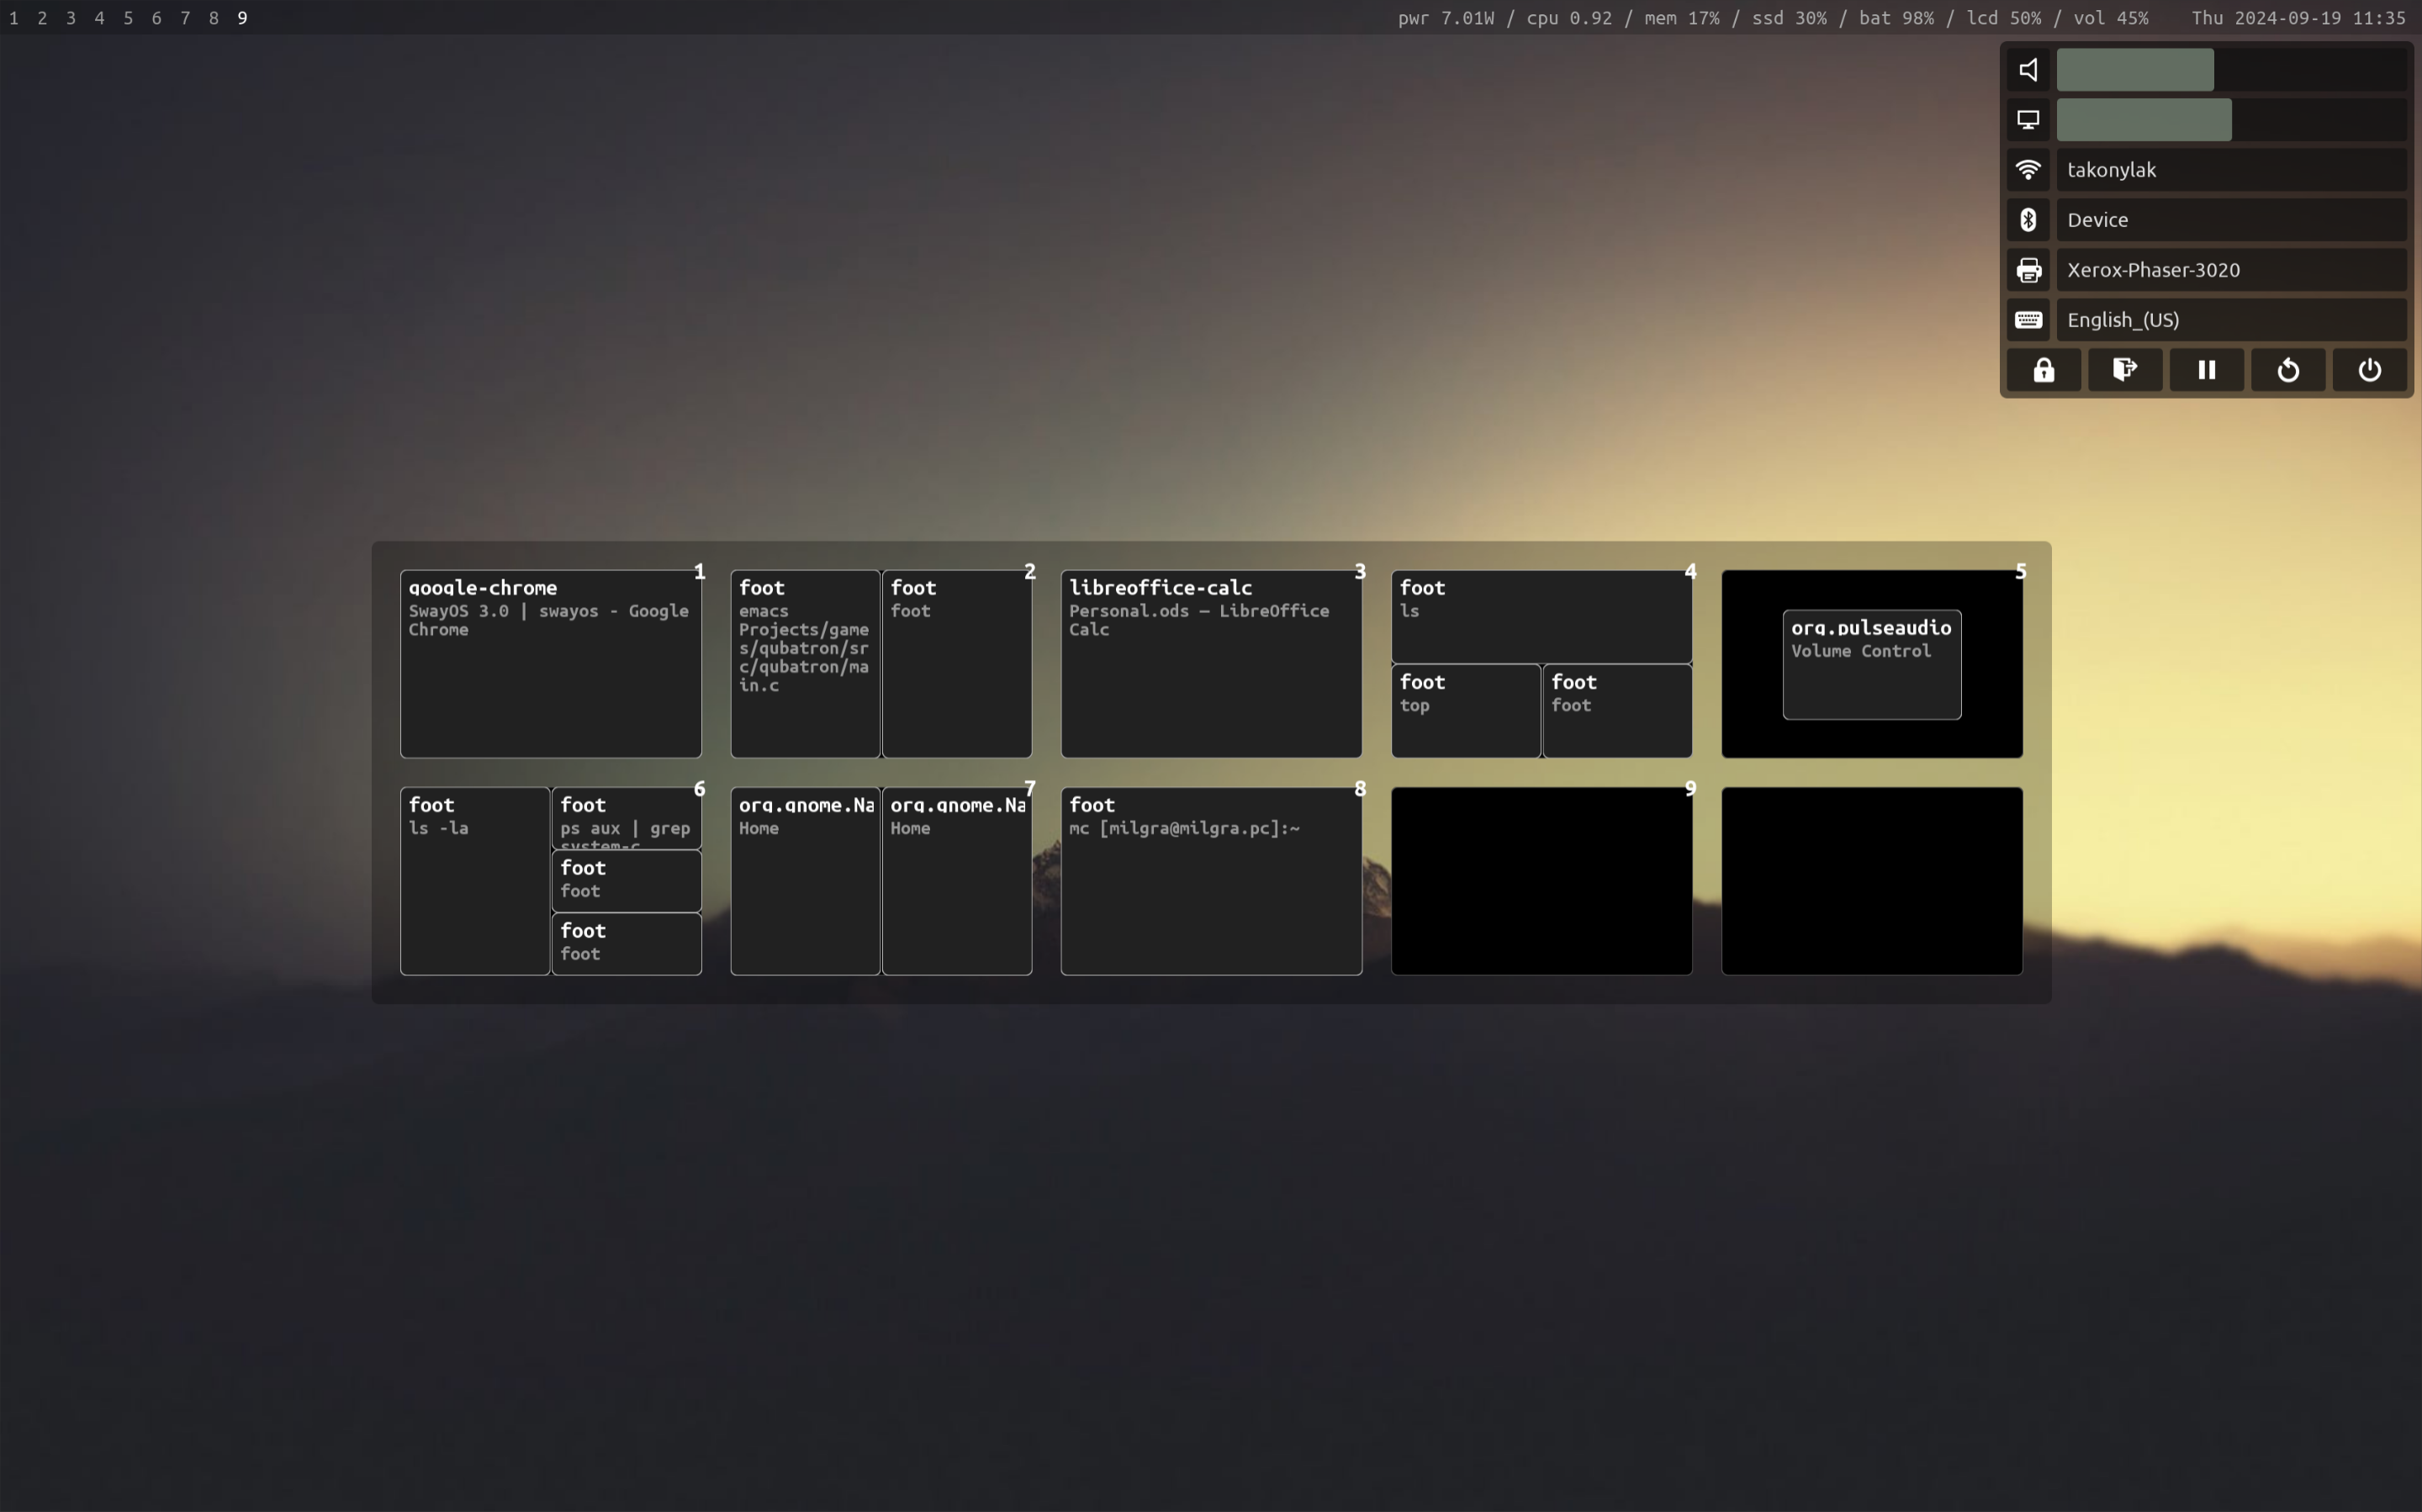 1 2 3 4 5 6 7 8 9
pwr 7.01W / cpu 0.92 / mem 17% / ssd 30% / bat 98% / lcd 50% / vol 45% Thu 2024-09-19 11:35
takonylak
Device
Xerox-Phaser-3020
English_(US)
1
google-chrome
SwayOS 3.0 | swayos - Google
Chrome
2
foot
emacs
Projects/game
s/qubatron/sr
c/qubatron/ma
in.c
foot
foot
3
libreoffice-calc
Personal.ods — LibreOffice
Calc
4
foot
ls
foot
top
foot
foot
5
org.pulseaudio
Volume Control
6
foot
ls -la
foot
ps aux | grep
system-c
foot
foot
foot
foot
7
org.gnome.Na
Home
org.gnome.Na
Home
8
foot
mc [milgra@milgra.pc]:~
9